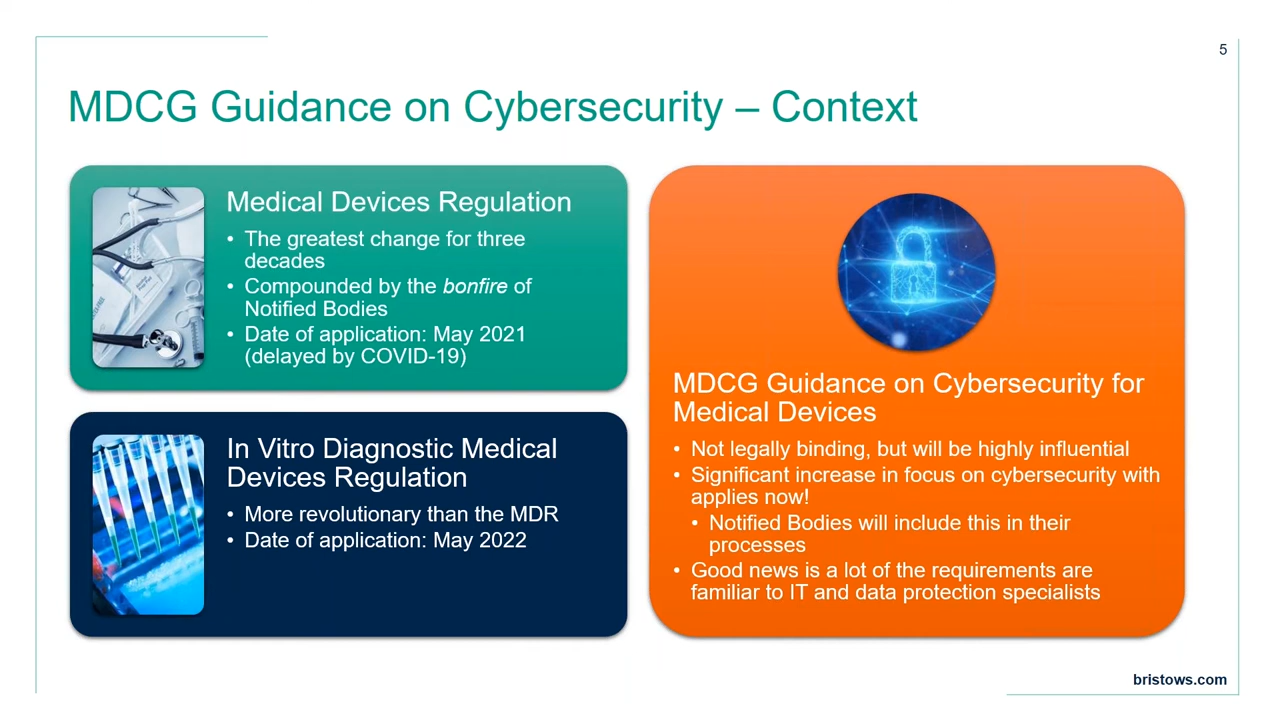 5
MDCG Guidance on Cybersecurity – Context
Medical Devices Regulation
• The greatest change for three
decades
• Compounded by the bonfire of
Notified Bodies
• Date of application: May 2021
(delayed by COVID-19)
In Vitro Diagnostic Medical
Devices Regulation
• More revolutionary than the MDR
• Date of application: May 2022
MDCG Guidance on Cybersecurity for
Medical Devices
• Not legally binding, but will be highly influential
• Significant increase in focus on cybersecurity with
applies now!
• Notified Bodies will include this in their
processes
• Good news is a lot of the requirements are
familiar to IT and data protection specialists
bristows.com